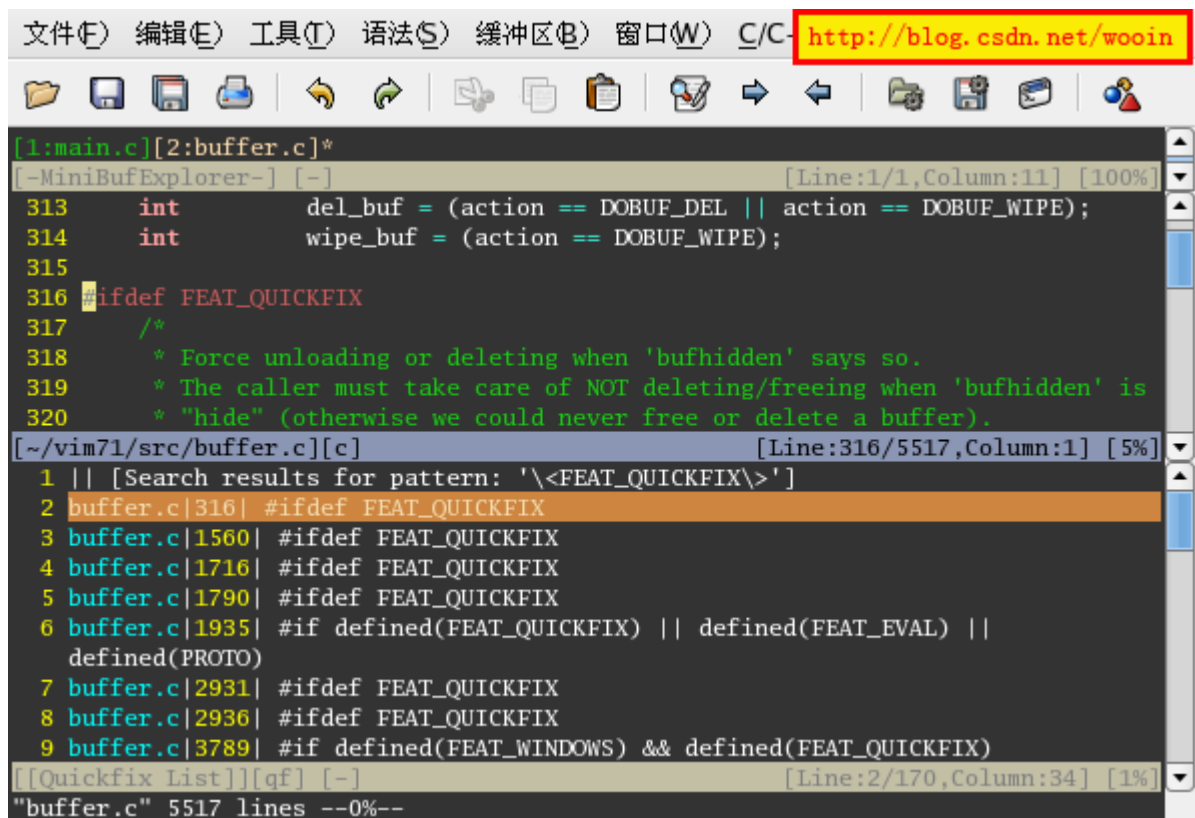 文件(F) 编辑(E) 工具(T) 语法(S) 缓冲区(B) 窗口(W) C/C- http://blog.csdn.net/wooin
[1:main.c][2:buffer.c]*
[-MiniBufExplorer-] [-] [Line:1/1,Column:11] [100%]
313 int del_buf = (action == DOBUF_DEL || action == DOBUF_WIPE);
314 int wipe_buf = (action == DOBUF_WIPE);
315
316 #ifdef FEAT_QUICKFIX
317 /*
318 * Force unloading or deleting when 'bufhidden' says so.
319 * The caller must take care of NOT deleting/freeing when 'bufhidden' is
320 * "hide" (otherwise we could never free or delete a buffer).
[~/vim71/src/buffer.c][c] [Line:316/5517,Column:1] [5%]
1 || [Search results for pattern: '\<FEAT_QUICKFIX\>']
2 buffer.c|316| #ifdef FEAT_QUICKFIX
3 buffer.c|1560| #ifdef FEAT_QUICKFIX
4 buffer.c|1716| #ifdef FEAT_QUICKFIX
5 buffer.c|1790| #ifdef FEAT_QUICKFIX
6 buffer.c|1935| #if defined(FEAT_QUICKFIX) || defined(FEAT_EVAL) ||
defined(PROTO)
7 buffer.c|2931| #ifdef FEAT_QUICKFIX
8 buffer.c|2936| #ifdef FEAT_QUICKFIX
9 buffer.c|3789| #if defined(FEAT_WINDOWS) && defined(FEAT_QUICKFIX)
[[Quickfix List]][qf] [-] [Line:2/170,Column:34] [1%]
"buffer.c" 5517 lines --0%--